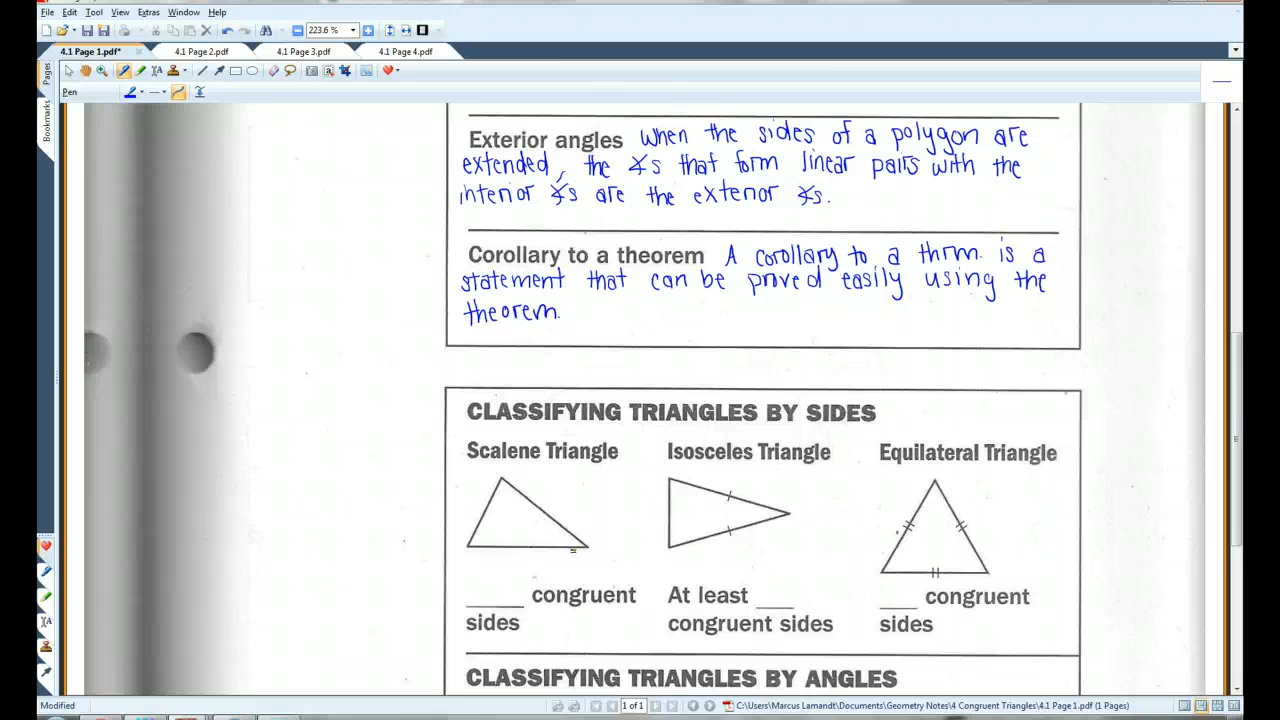 File Edit Tool View Extras Window Help
223.6 %
4.1 Page 1.pdf* 4.1 Page 2.pdf 4.1 Page 3.pdf 4.1 Page 4.pdf
Pen
Pages
Bookmarks
Exterior angles when the sides of a polygon are
extended, the ∡s that form linear pairs with the
interior ∡s are the exterior ∡s.
Corollary to a theorem A corollary to a thrm. is a
statement that can be proved easily using the
theorem.
CLASSIFYING TRIANGLES BY SIDES
Scalene Triangle Isosceles Triangle Equilateral Triangle
____ congruent At least ___ ___ congruent
sides congruent sides sides
CLASSIFYING TRIANGLES BY ANGLES
Modified 1 of 1 C:\Users\Marcus Lamandt\Documents\Geometry Notes\4 Congruent Triangles\4.1 Page 1.pdf (1 Pages)